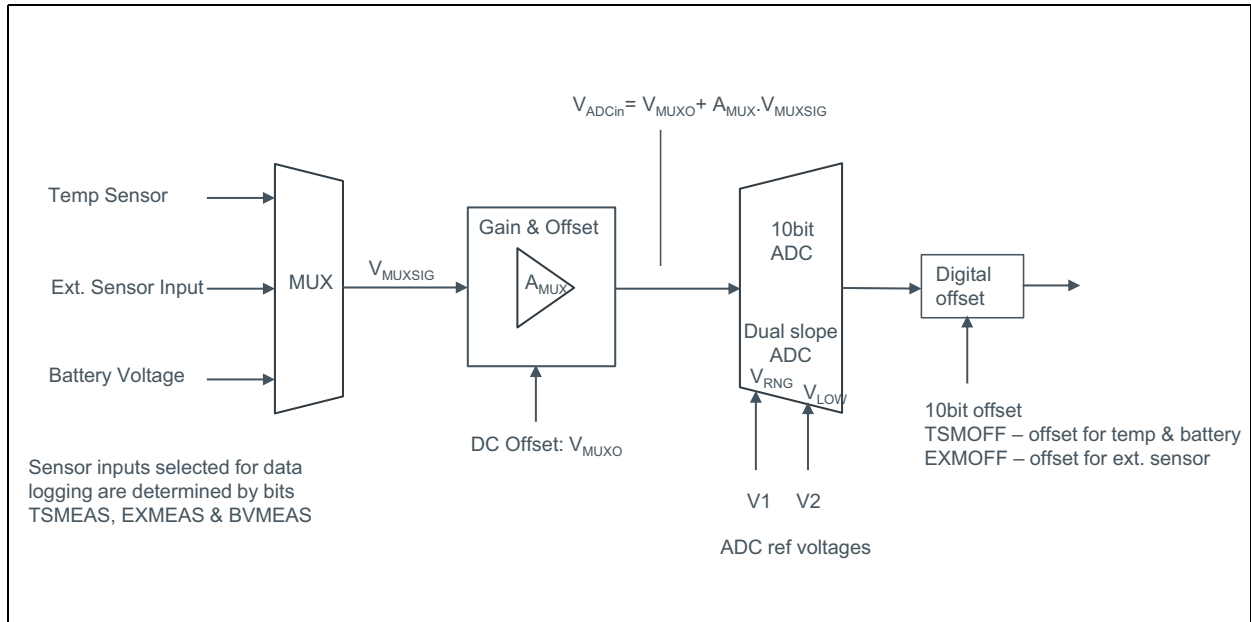 V_ADCin= V_MUXO+ A_MUX.V_MUXSIG
Temp Sensor
Ext. Sensor Input
Battery Voltage
MUX
V_MUXSIG
Gain & Offset
A_MUX
DC Offset: V_MUXO
10bit
ADC
Dual slope
ADC
V_RNG
V_LOW
V1 V2
ADC ref voltages
Digital
offset
10bit offset
TSMOFF – offset for temp & battery
EXMOFF – offset for ext. sensor
Sensor inputs selected for data
logging are determined by bits
TSMEAS, EXMEAS & BVMEAS